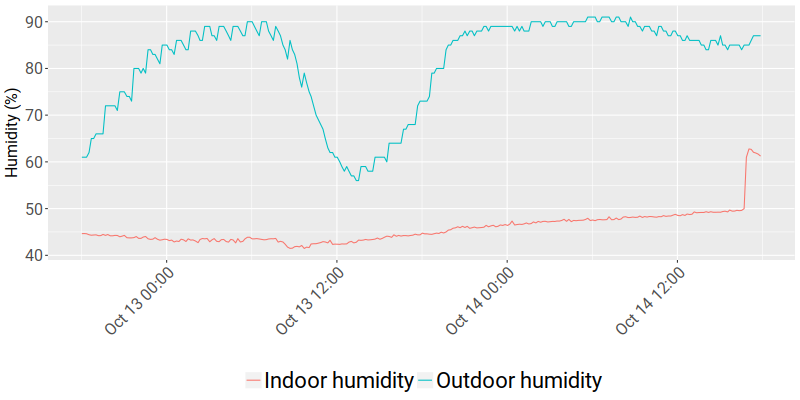 Humidity (%)
90
80
70
60
50
40
Oct 13 00:00
Oct 13 12:00
Oct 14 00:00
Oct 14 12:00
Indoor humidity
Outdoor humidity